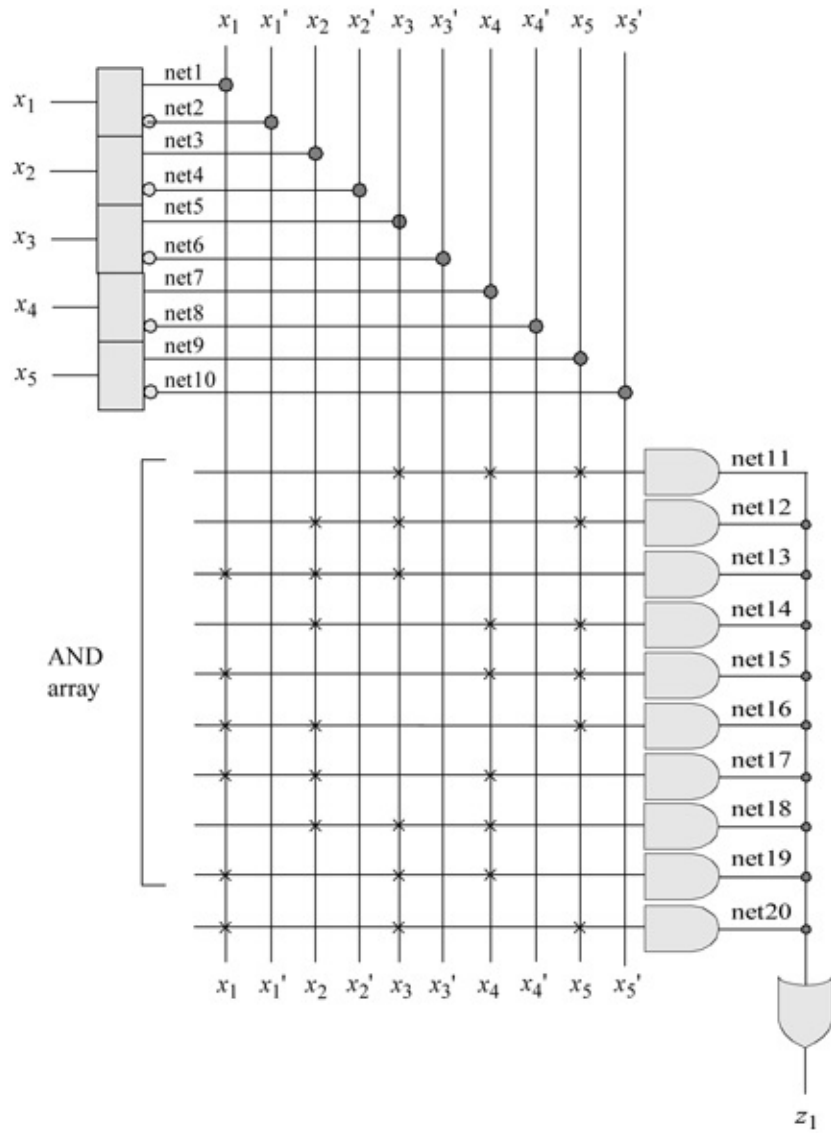 x₁ x₁' x₂ x₂' x₃ x₃' x₄ x₄' x₅ x₅'
net1
x₁
net2
net3
x₂
net4
net5
x₃
net6
net7
x₄
net8
net9
x₅
net10
net11
net12
net13
net14
AND
array
net15
net16
net17
net18
net19
net20
x₁ x₁' x₂ x₂' x₃ x₃' x₄ x₄' x₅ x₅'
z₁